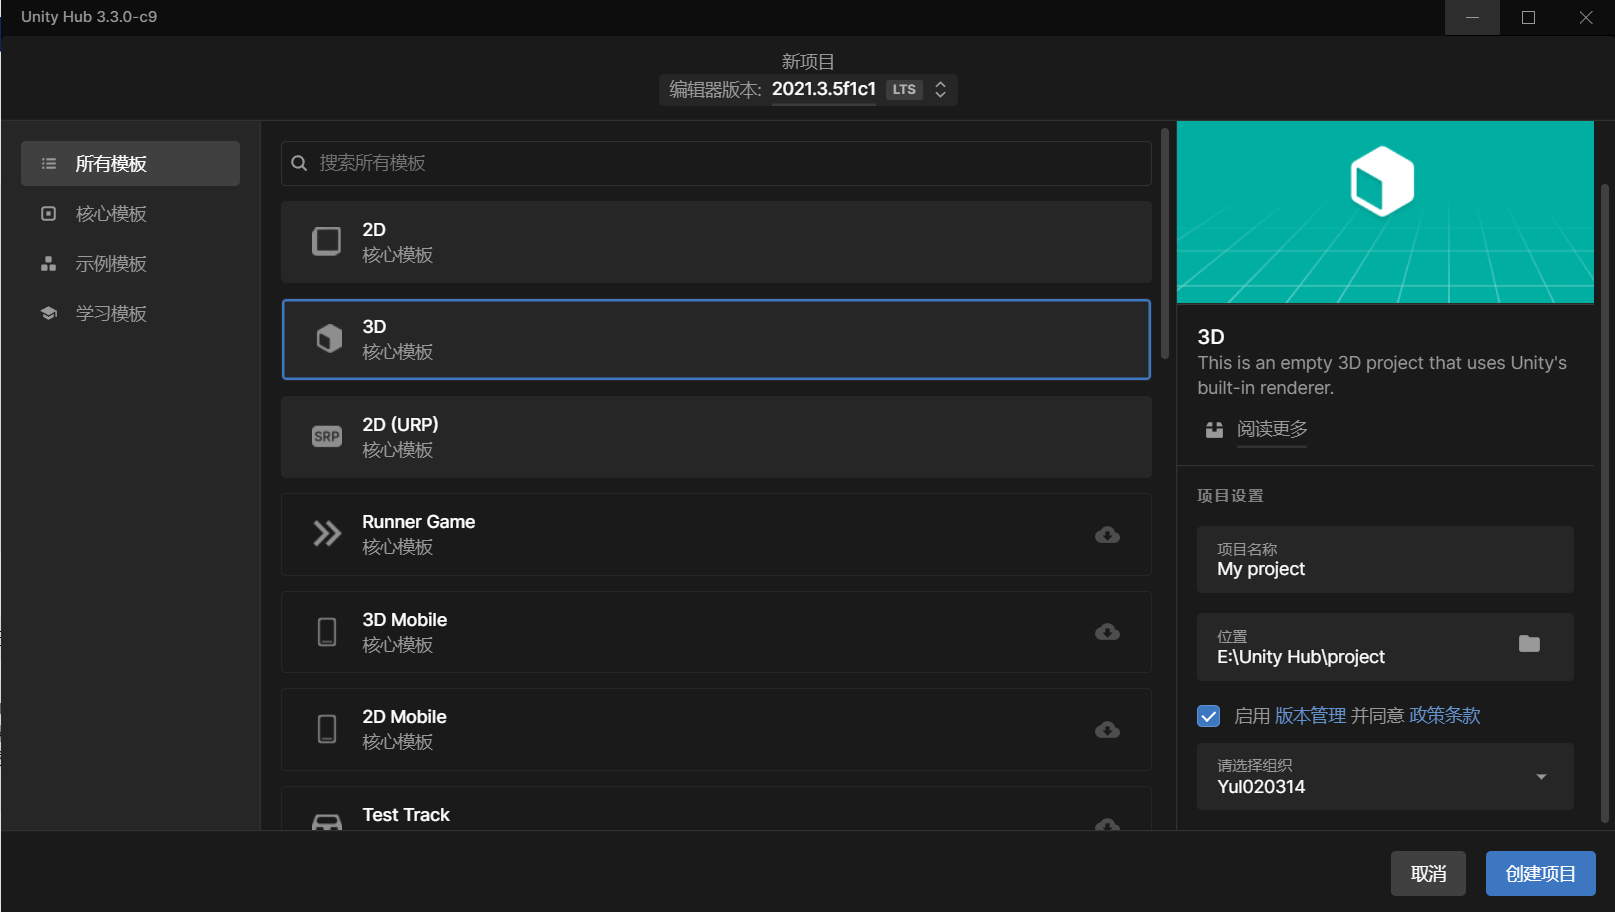 Unity Hub 3.3.0-c9
新项目
编辑器版本: 2021.3.5f1c1 LTS
所有模板
核心模板
示例模板
学习模板
搜索所有模板
2D
核心模板
3D
核心模板
SRP
2D (URP)
核心模板
Runner Game
核心模板
3D Mobile
核心模板
2D Mobile
核心模板
Test Track
3D
This is an empty 3D project that uses Unity's
built-in renderer.
阅读更多
项目设置
项目名称
My project
位置
E:\Unity Hub\project
启用 版本管理 并同意 政策条款
请选择组织
Yul020314
取消
创建项目